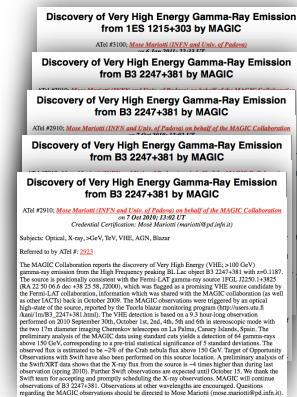 Discovery of Very High Energy Gamma-Ray Emission
from 1ES 1215+303 by MAGIC
ATel #3100; Mose Mariotti (INFN and Univ. of Padova)
Discovery of Very High Energy Gamma-Ray Emission
from B3 2247+381 by MAGIC
Discovery of Very High Energy Gamma-Ray Emission
from B3 2247+381 by MAGIC
ATel #2910; Mose Mariotti (INFN and Univ. of Padova) on behalf of the MAGIC Collaboration
Discovery of Very High Energy Gamma-Ray Emission
from B3 2247+381 by MAGIC
Discovery of Very High Energy Gamma-Ray Emission
from B3 2247+381 by MAGIC
ATel #2910; Mose Mariotti (INFN and Univ. of Padova) on behalf of the MAGIC Collaboration
on 7 Oct 2010; 13:02 UT
Credential Certification: Mosé Mariotti (mariotti@pd.infn.it)
Subjects: Optical, X-ray, >GeV, TeV, VHE, AGN, Blazar
Referred to by ATel #: 2923
The MAGIC Collaboration reports the discovery of Very High Energy (VHE; >100 GeV)
gamma-ray emission from the High Frequency peaking BL Lac object B3 2247+381 with z=0.1187.
The source is positionally consistent with the Fermi-LAT gamma-ray source 1FGL J2250.1+3825
(RA 22 50 06.6 dec +38 25 58, J2000), which was flagged as a promising VHE source candidate by
the Fermi-LAT collaboration, information which was shared with the MAGIC collaboration (as well
as other IACTs) back in October 2009. The MAGIC observations were triggered by an optical
high-state of the source, reported by the Tuorla blazar monitoring program (http://users.utu.fi
/kani/1m/B3_2247+381.html). The VHE detection is based on a 9.3 hour-long observation
performed on 2010 September 30th, October 1st, 2nd, 4th, 5th and 6th in stereoscopic mode with
the two 17m diameter imaging Cherenkov telescopes on La Palma, Canary Islands, Spain. The
preliminary analysis of the MAGIC data using standard cuts yields a detection of 64 gamma-rays
above 150 GeV, corresponding to a pre-trial statistical significance of 5 standard deviations. The
observed flux is estimated to be ~2% of the Crab nebula flux above 150 GeV. Target of Opportunity
Observations with Swift have also been performed on this source location. A preliminary analysis of
the Swift/XRT data shows that the X-ray flux from the source is ~4 times higher than during last
observation (spring 2010). Further Swift observations are expected until October 15. We thank the
Swift team for accepting and promptly scheduling the X-ray observations. MAGIC will continue
observations of B3 2247+381. Observations at other wavelengths are encouraged. Questions
regarding the MAGIC observations should be directed to Mose Mariotti (mose.mariotti@pd.infn.it).